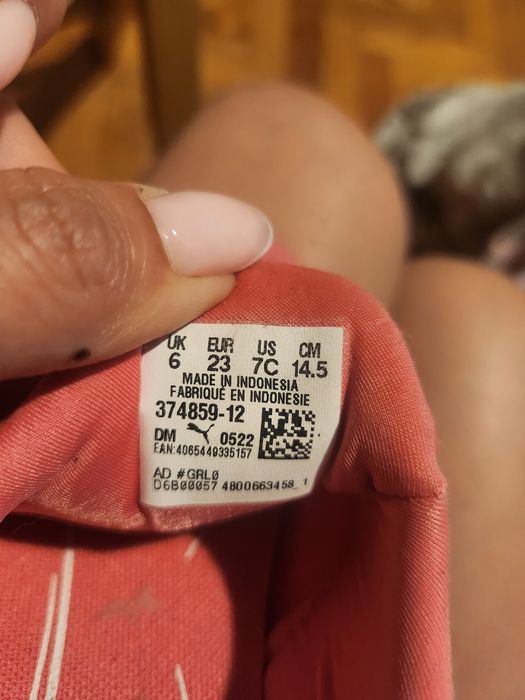 UK EUR US CM
6 23 7C 14.5
MADE IN INDONESIA
FABRIQUÉ EN INDONESIE
374859-12
DM 0522
EAN:4065449335157
AD #GRL0
D6B00057 4800663458_1